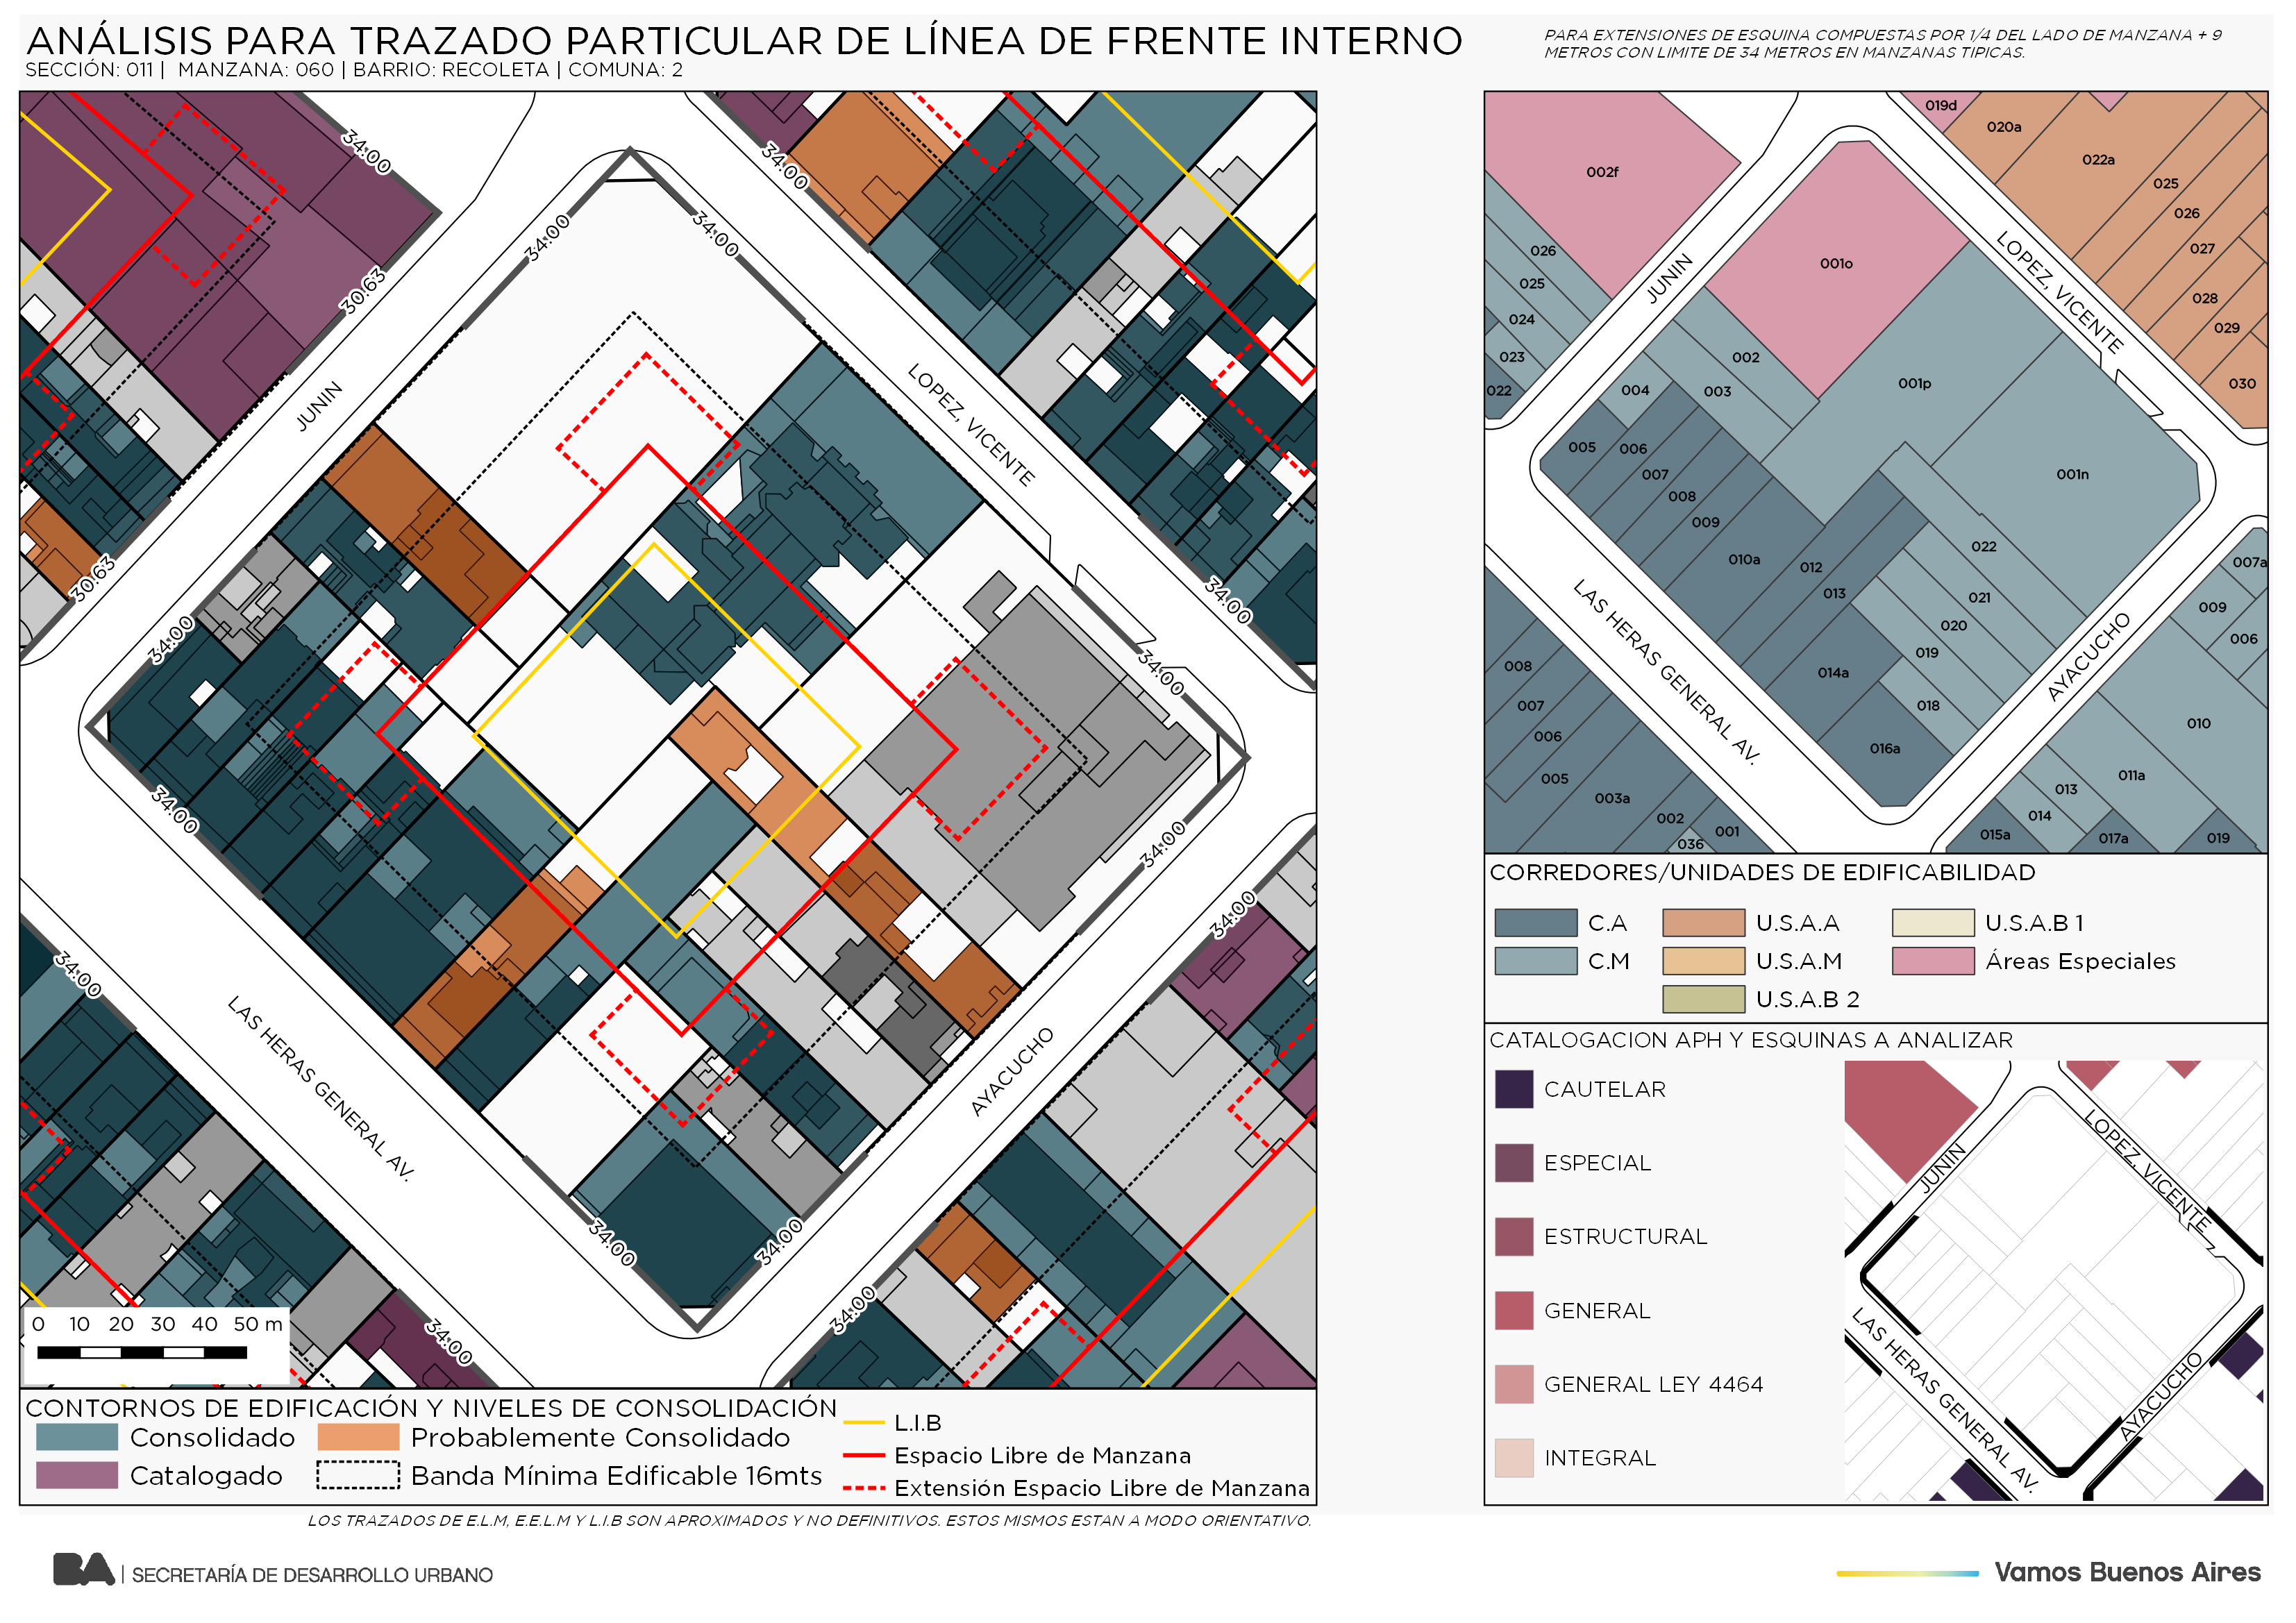 ANÁLISIS PARA TRAZADO PARTICULAR DE LÍNEA DE FRENTE INTERNO
SECCIÓN: 011 | MANZANA: 060 | BARRIO: RECOLETA | COMUNA: 2
PARA EXTENSIONES DE ESQUINA COMPUESTAS POR 1/4 DEL LADO DE MANZANA + 9
METROS CON LIMITE DE 34 METROS EN MANZANAS TIPICAS.
34:00
34:00
34:00
34:00
30.63
JUNIN
LOPEZ, VICENTE
30.63
34:00
34:00
34:00
34:00
34:00
34:00
34:00
LAS HERAS GENERAL AV.
AYACUCHO
34:00
34:00
34:00
34:00
0 10 20 30 40 50 m
CONTORNOS DE EDIFICACIÓN Y NIVELES DE CONSOLIDACIÓN
Consolidado
Probablemente Consolidado
Catalogado
Banda Mínima Edificable 16mts
L.I.B
Espacio Libre de Manzana
Extensión Espacio Libre de Manzana
LOS TRAZADOS DE E.L.M, E.E.L.M Y L.I.B SON APROXIMADOS Y NO DEFINITIVOS. ESTOS MISMOS ESTAN A MODO ORIENTATIVO.
019d
020a
022a
002f
025
026
026
027
001o
025
028
024
029
023
002
022
004
003
001p
030
JUNIN
LOPEZ, VICENTE
005
006
007
008
009
001n
010a
012
013
022
021
020
019
018
014a
016a
007a
009
006
010
011a
013
014
015a
017a
019
008
007
006
005
003a
002
001
036
LAS HERAS GENERAL AV.
AYACUCHO
CORREDORES/UNIDADES DE EDIFICABILIDAD
C.A
U.S.A.A
U.S.A.B 1
C.M
U.S.A.M
Áreas Especiales
U.S.A.B 2
CATALOGACION APH Y ESQUINAS A ANALIZAR
CAUTELAR
ESPECIAL
ESTRUCTURAL
GENERAL
GENERAL LEY 4464
INTEGRAL
JUNIN
LOPEZ, VICENTE
LAS HERAS GENERAL AV.
AYACUCHO
BA | SECRETARÍA DE DESARROLLO URBANO
Vamos Buenos Aires